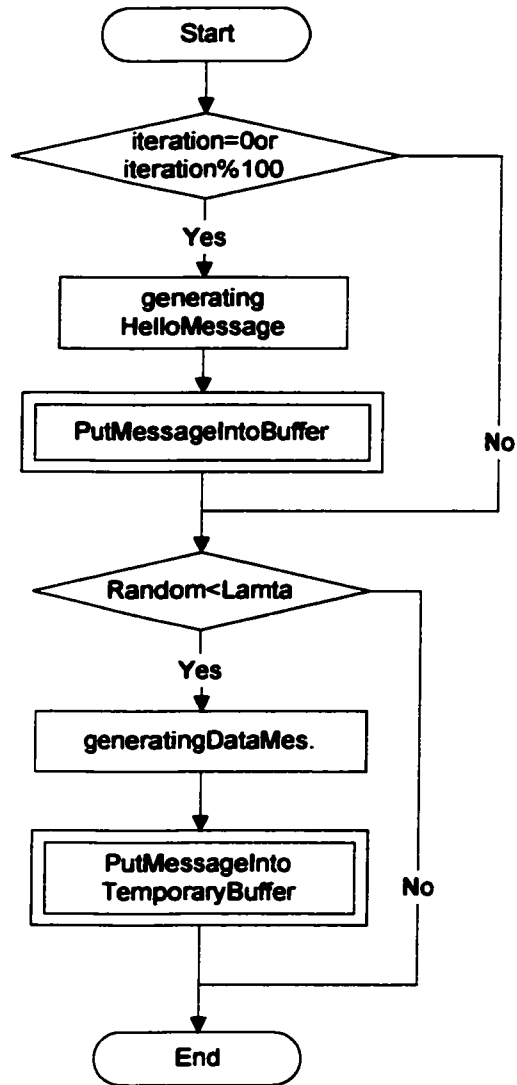 Start
iteration=0or
iteration%100
Yes
generating
HelloMessage
PutMessageIntoBuffer
No
Random<Lamta
Yes
generatingDataMes.
PutMessageInto
TemporaryBuffer
No
End